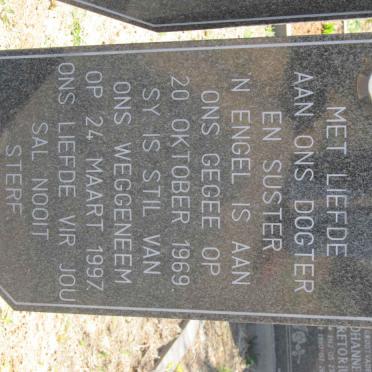 MET LIEFDE
AAN ONS DOGTER
EN SUSTER
N ENGEL IS AAN
ONS GEGEE OP
20 OKTOBER 1969
SY IS STIL VAN
ONS WEGGENEEM
OP 24 MAART 1997.
ONS LIEFDE VIR JOU
SAL NOOIT
STERF